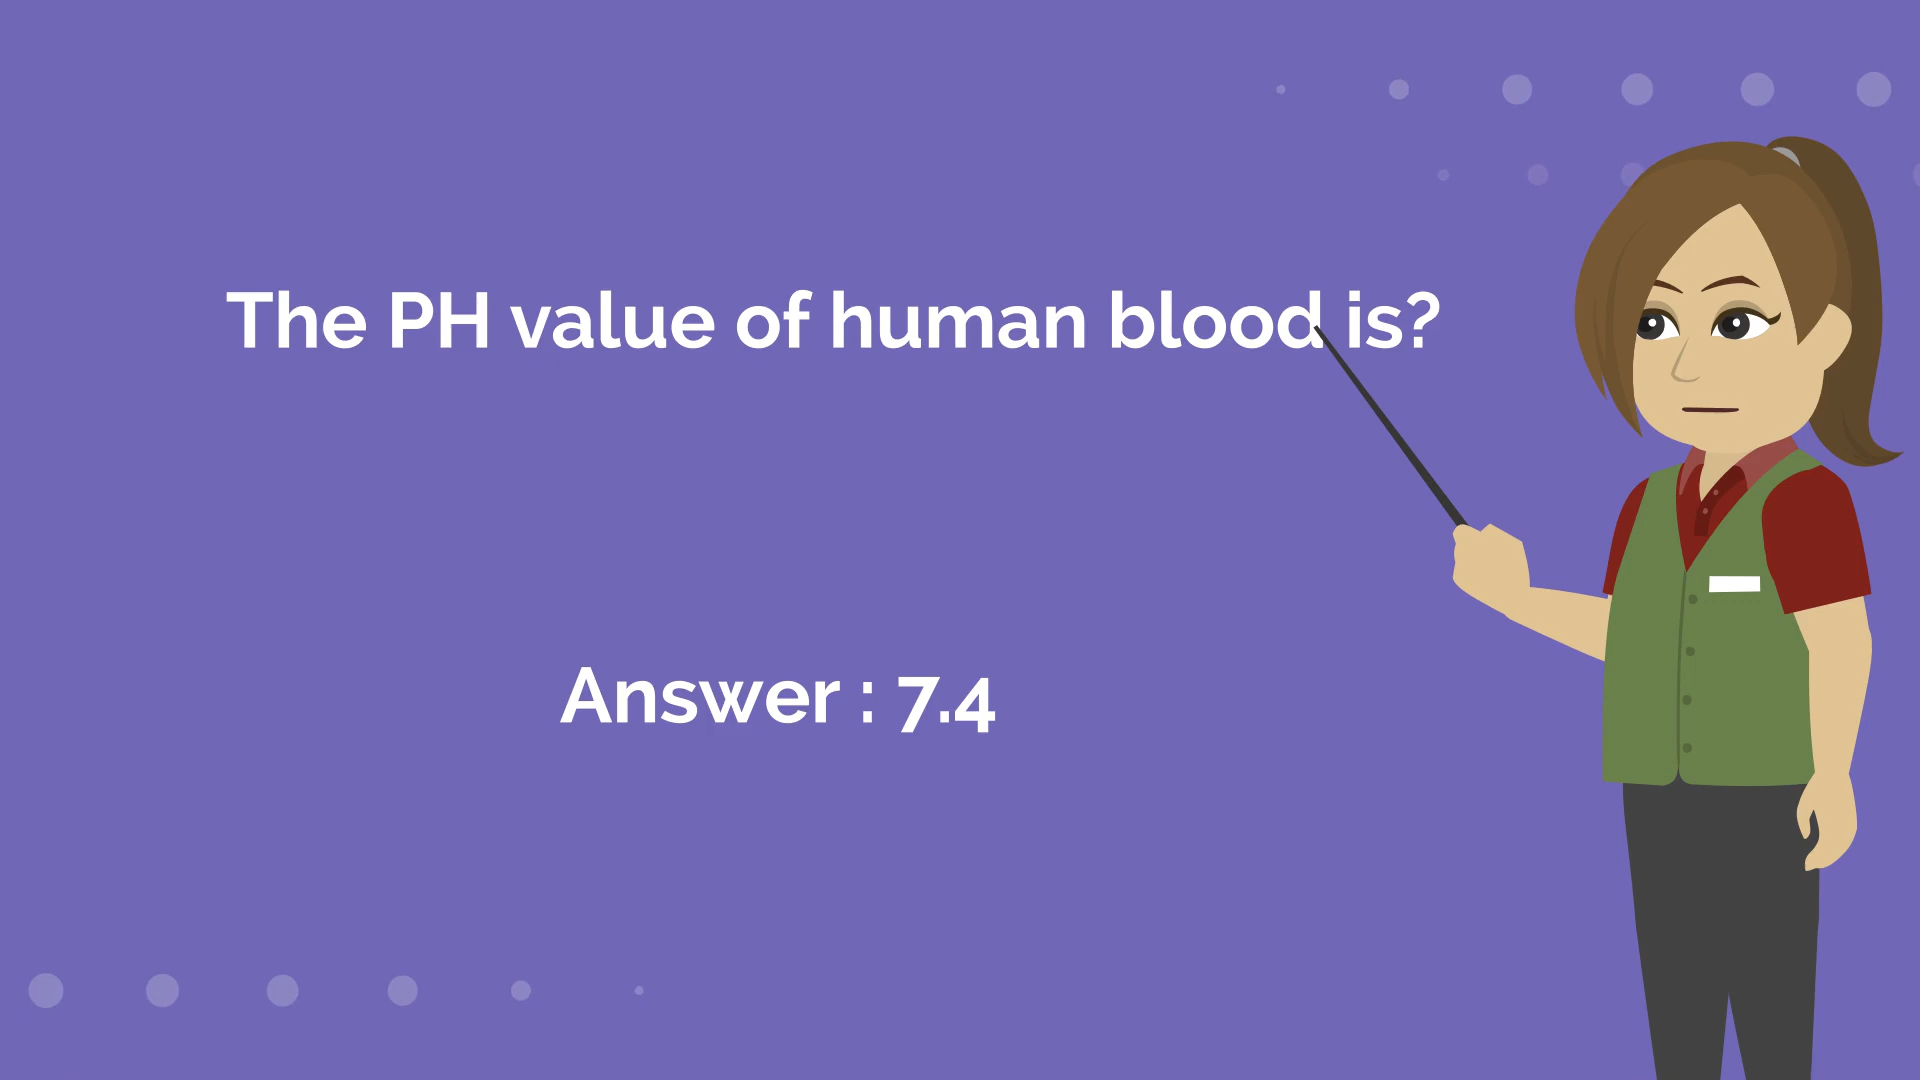 The PH value of human blood is?
Answer : 7.4